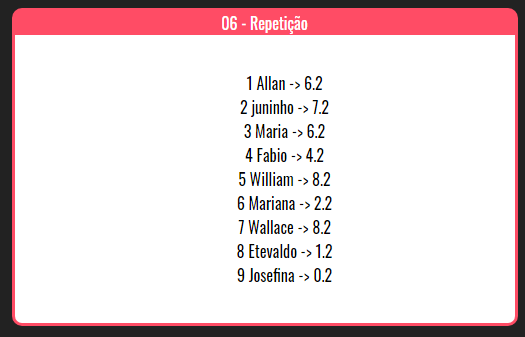 06 - Repetição
1 Allan -> 6.2
2 juninho -> 7.2
3 Maria -> 6.2
4 Fabio -> 4.2
5 William -> 8.2
6 Mariana -> 2.2
7 Wallace -> 8.2
8 Etevaldo -> 1.2
9 Josefina -> 0.2